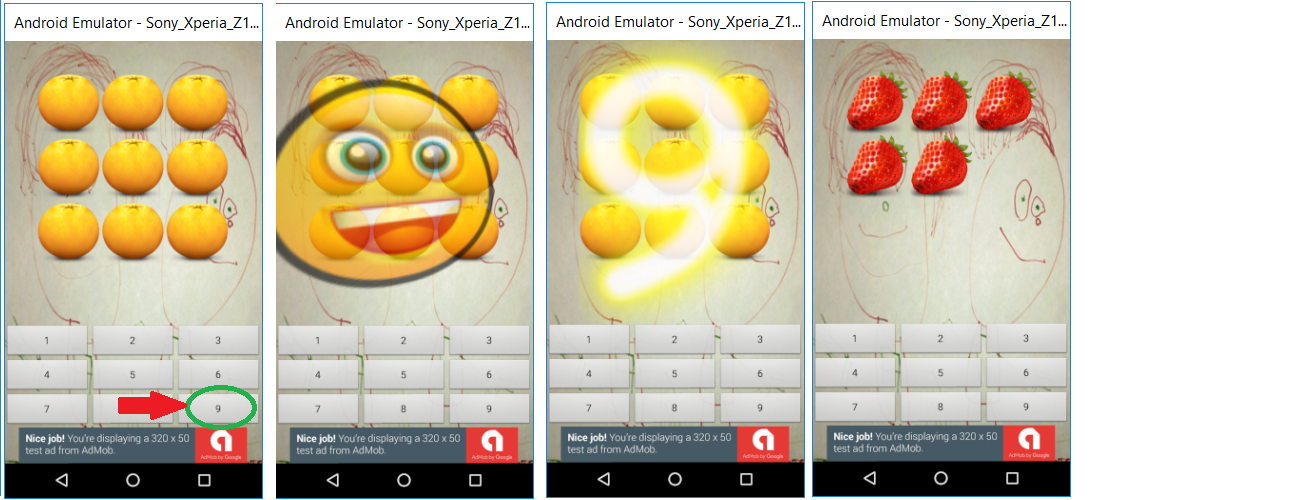 Android Emulator - Sony_Xperia_Z1...
1 2 3
4 5 6
7 9
Nice job! You're displaying a 320 x 50
test ad from AdMob.
AdMob by Google
Android Emulator - Sony_Xperia_Z1...
1 2 3
4 5 6
7 8 9
Nice job! You're displaying a 320 x 50
test ad from AdMob.
AdMob by Google
Android Emulator - Sony_Xperia_Z1...
9
1 2 3
4 5 6
7 8 9
Nice job! You're displaying a 320 x 50
test ad from AdMob.
AdMob by Google
Android Emulator - Sony_Xperia_Z1...
1 2 3
4 5 6
7 8 9
Nice job! You're displaying a 320 x 50
test ad from AdMob.
AdMob by Google